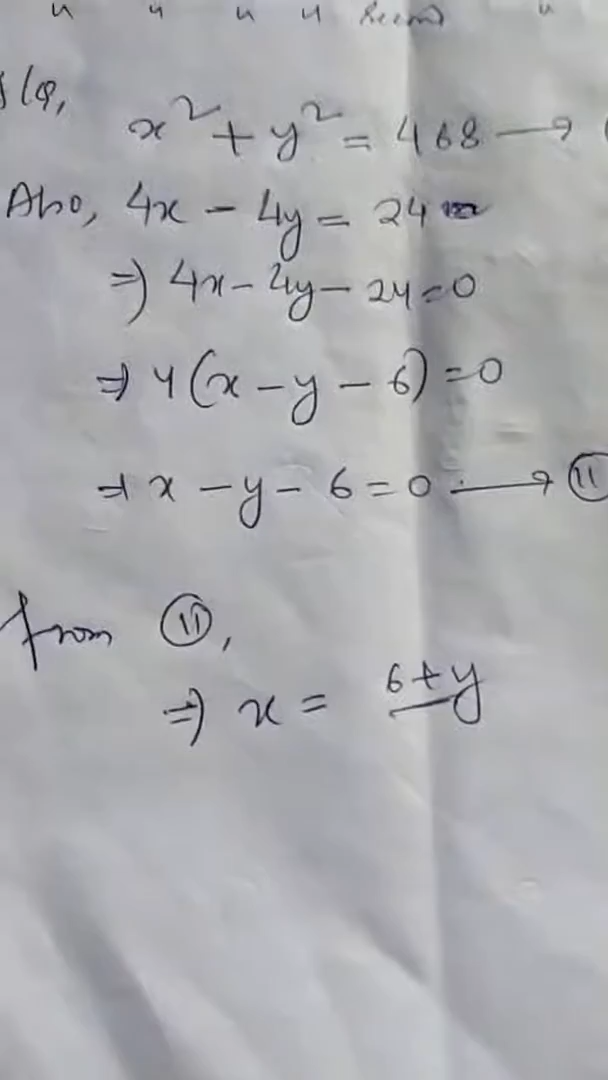 " " " " Second "
x² + y² = 468 →
Also, 4x - 4y = 24
⇒ 4x - 4y - 24 = 0
⇒ 4(x - y - 6) = 0
⇒ x - y - 6 = 0 → (II)
from (II),
⇒ x = 6+y